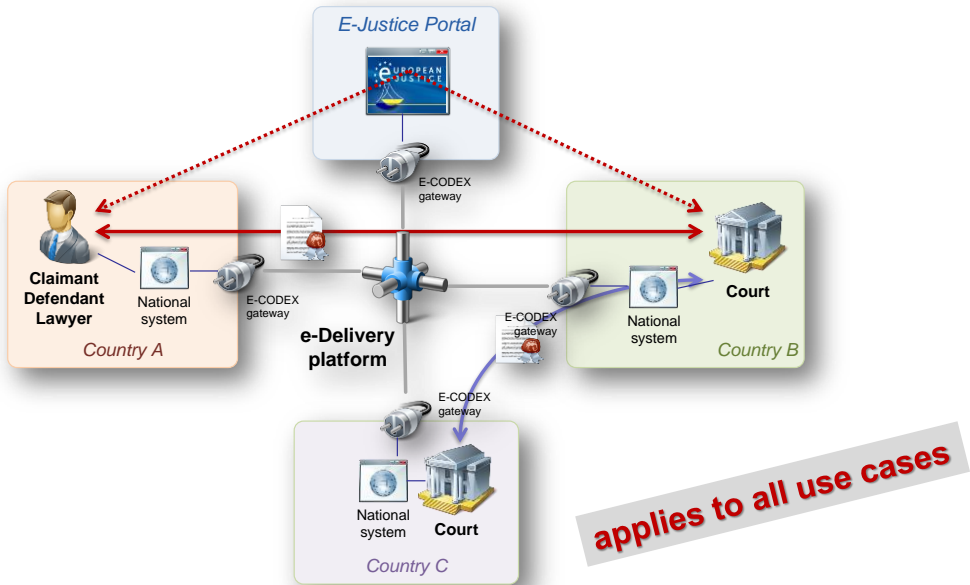 E-Justice Portal
EUROPEAN
JUSTICE
E-CODEX
gateway
Claimant
Defendant
Lawyer
National
system
E-CODEX
gateway
Country A
e-Delivery
platform
E-CODEX
gateway
National
system
Court
Country B
E-CODEX
gateway
National
system
Court
Country C
applies to all use cases